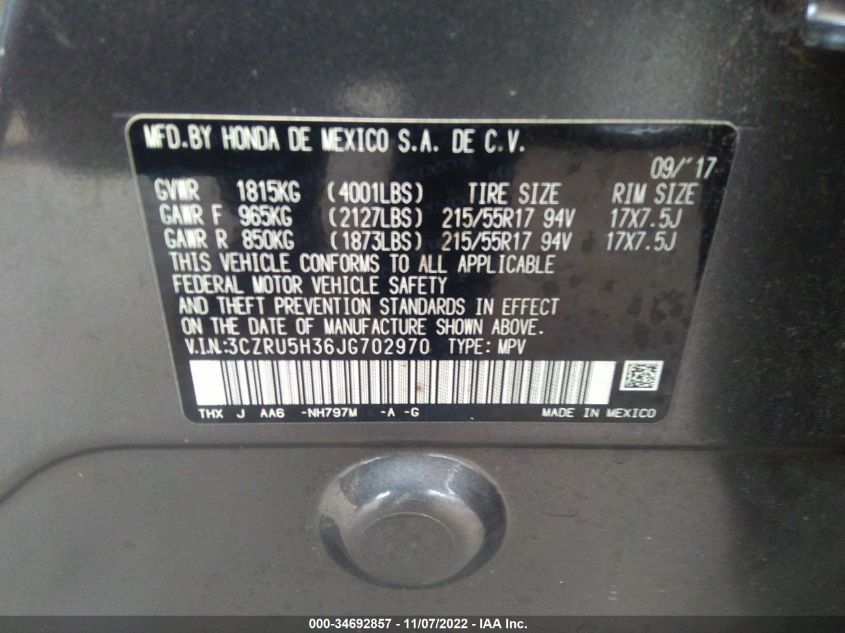 MFD.BY HONDA DE MEXICO S.A. DE C.V.
09/'17
GVWR 1815KG (4001LBS) TIRE SIZE RIM SIZE
GAWR F 965KG (2127LBS) 215/55R17 94V 17X7.5J
GAWR R 850KG (1873LBS) 215/55R17 94V 17X7.5J
THIS VEHICLE CONFORMS TO ALL APPLICABLE
FEDERAL MOTOR VEHICLE SAFETY
AND THEFT PREVENTION STANDARDS IN EFFECT
ON THE DATE OF MANUFACTURE SHOWN ABOVE.
V.I.N:3CZRU5H36JG702970 TYPE: MPV
THX J AA6 -NH797M -A -G MADE IN MEXICO
000-34692857 - 11/07/2022 - IAA Inc.